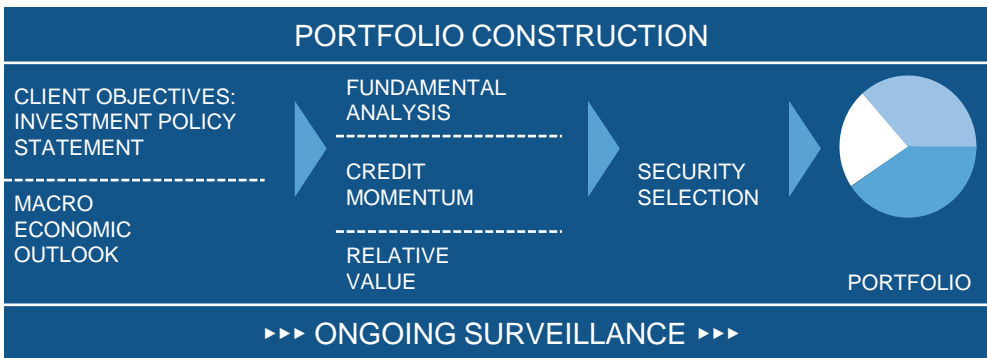 PORTFOLIO CONSTRUCTION
CLIENT OBJECTIVES:
INVESTMENT POLICY
STATEMENT
MACRO
ECONOMIC
OUTLOOK
FUNDAMENTAL
ANALYSIS
CREDIT
MOMENTUM
RELATIVE
VALUE
SECURITY
SELECTION
PORTFOLIO
ONGOING SURVEILLANCE